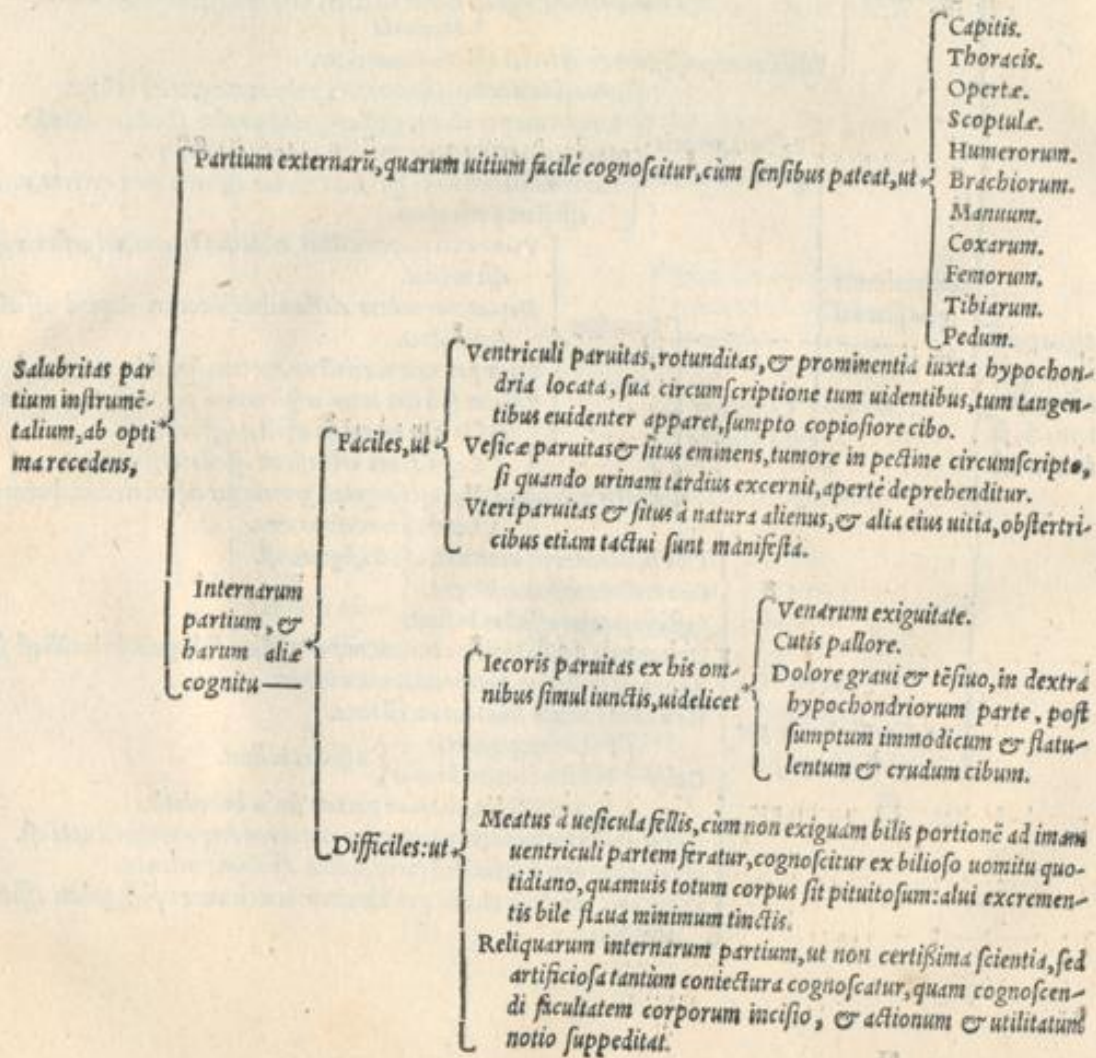 Salubritas par
tium inſtrumē-
talium, ab opti
ma recedens,
Partium externarū, quarum uitium facilè cognoſcitur, cùm ſenſibus pateat, ut
Capitis.
Thoracis.
Opertæ.
Scoptulæ.
Humerorum.
Brachiorum.
Manuum.
Coxarum.
Femorum.
Tibiarum.
Pedum.
Internarum
partium, &
harum aliæ
cognitu
Faciles, ut
Ventriculi paruitas, rotunditas, & prominentia iuxta hypochon-
dria locata, ſua circumſcriptione tum uidentibus, tum tangen-
tibus euidenter apparet, ſumpto copioſiore cibo.
Veſicæ paruitas & ſitus eminens, tumore in pectine circumſcripto,
ſi quando urinam tardius excernit, apertè deprehenditur.
Vteri paruitas & ſitus à natura alienus, & alia eius uitia, obſtertri-
cibus etiam tactui ſunt manifeſta.
Difficiles: ut
Iecoris paruitas ex his om-
nibus ſimul iunctis, uidelicet
Venarum exiguitate.
Cutis pallore.
Dolore graui & tēſiuo, in dextra
hypochondriorum parte, poſt
ſumptum immodicum & flatu-
lentum & crudum cibum.
Meatus à ueſicula fellis, cùm non exiguam bilis portionē ad imam
uentriculi partem feratur, cognoſcitur ex bilioſo uomitu quo-
tidiano, quamuis totum corpus ſit pituitoſum: alui excremen-
tis bile flaua minimum tinctis.
Reliquarum internarum partium, ut non certiſſima ſcientia, ſed
artificioſa tantùm coniectura cognoſcatur, quam cognoſcen-
di facultatem corporum inciſio, & actionum & utilitatum
notio ſuppeditat.